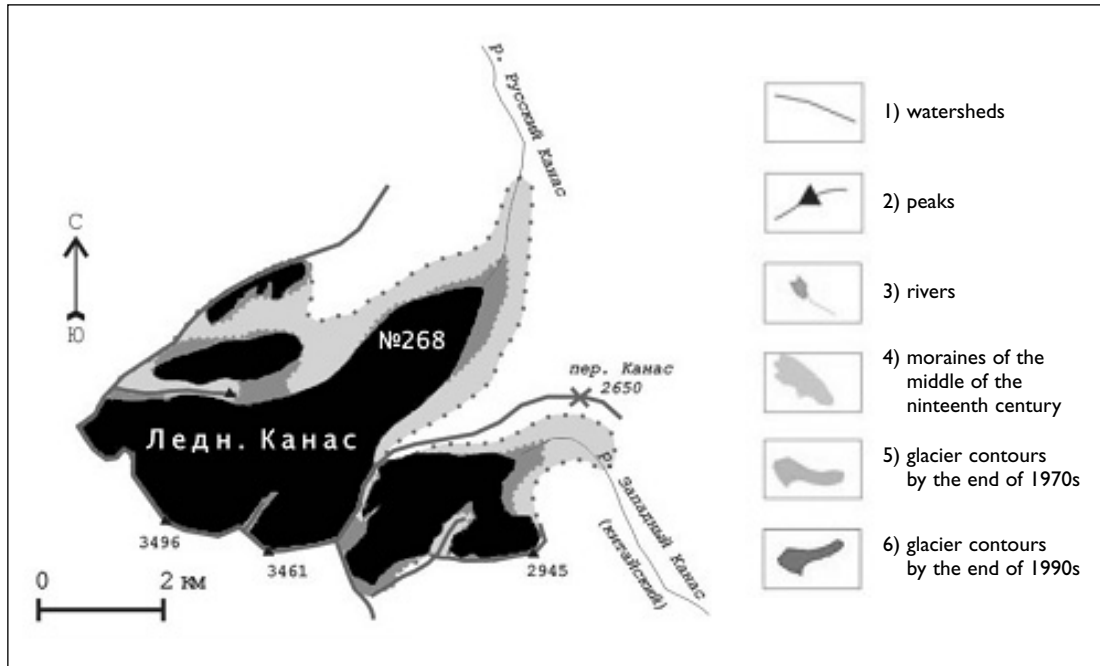 р. Русский Канас
С
Ю
№268
пер. Канас
2650
Ледн. Канас
р. Западный Канас
(китайский)
3496
3461
2945
0 2 км
1) watersheds
2) peaks
3) rivers
4) moraines of the
middle of the
ninteenth century
5) glacier contours
by the end of 1970s
6) glacier contours
by the end of 1990s